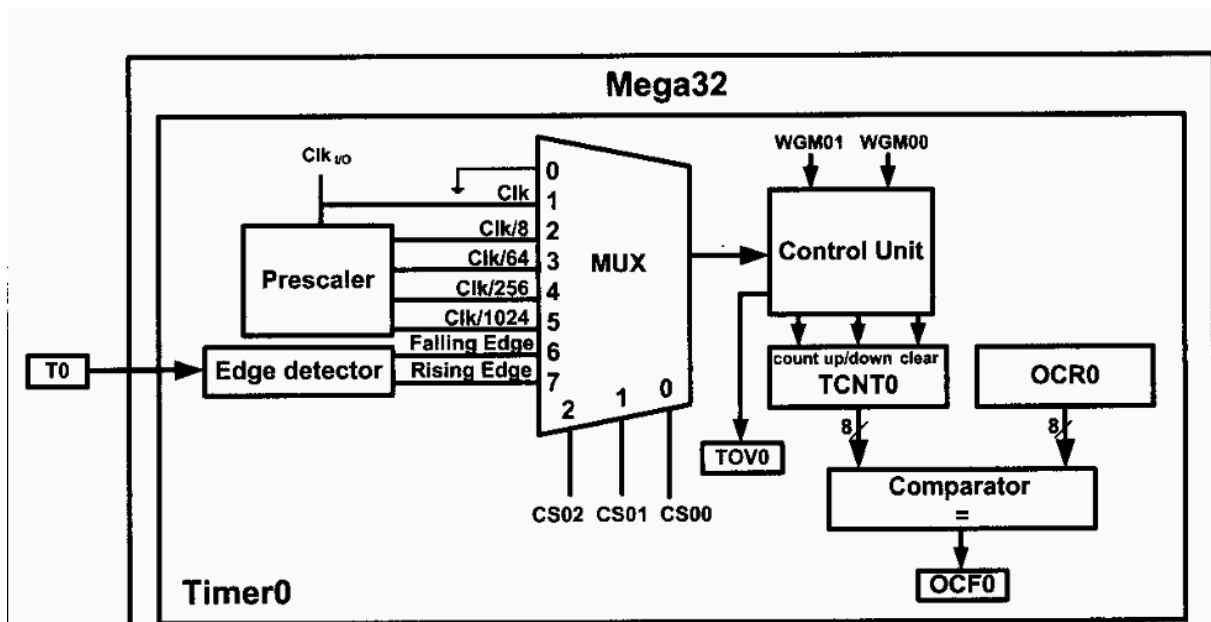 Mega32
Clk I/O
WGM01 WGM00
0
Clk 1
Clk/8 2
Clk/64 3
Clk/256 4
Clk/1024 5
Falling Edge 6
Rising Edge 7
Prescaler
MUX
Control Unit
T0
Edge detector
2 1 0
count up/down clear
TCNT0
OCR0
8 8
TOV0
CS02 CS01 CS00
Comparator
=
OCF0
Timer0